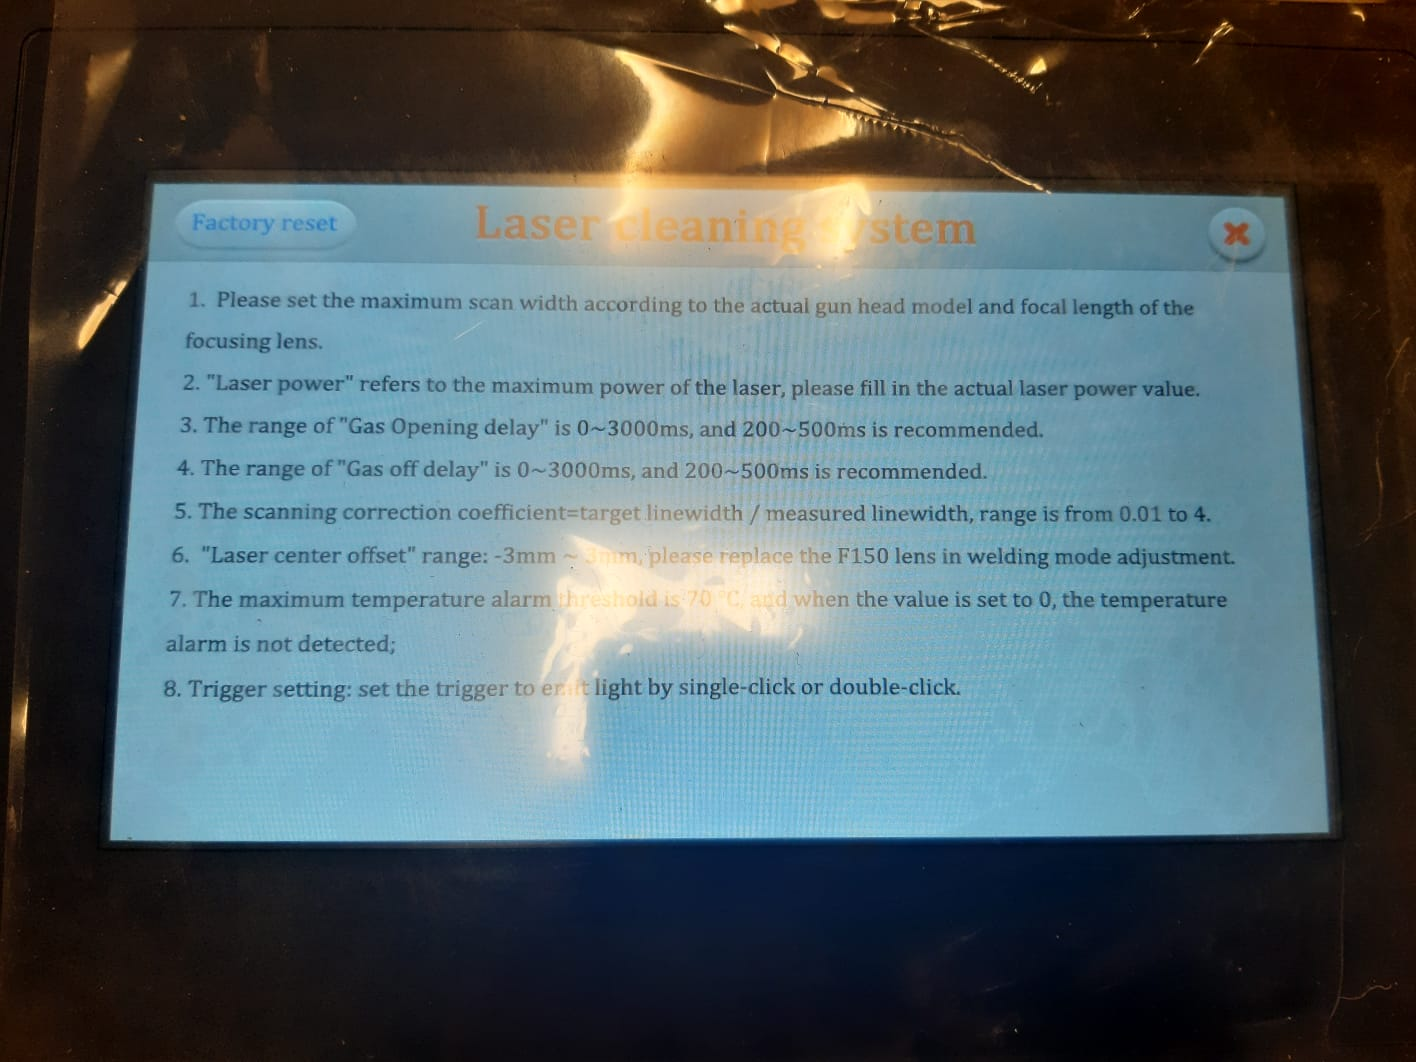 Factory reset
Laser cleaning system
1. Please set the maximum scan width according to the actual gun head model and focal length of the
focusing lens.
2. "Laser power" refers to the maximum power of the laser, please fill in the actual laser power value.
3. The range of "Gas Opening delay" is 0~3000ms, and 200~500ms is recommended.
4. The range of "Gas off delay" is 0~3000ms, and 200~500ms is recommended.
5. The scanning correction coefficient=target linewidth / measured linewidth, range is from 0.01 to 4.
6. "Laser center offset" range: -3mm ~ 3mm, please replace the F150 lens in welding mode adjustment.
7. The maximum temperature alarm threshold is 70 °C, and when the value is set to 0, the temperature
alarm is not detected;
8. Trigger setting: set the trigger to emit light by single-click or double-click.